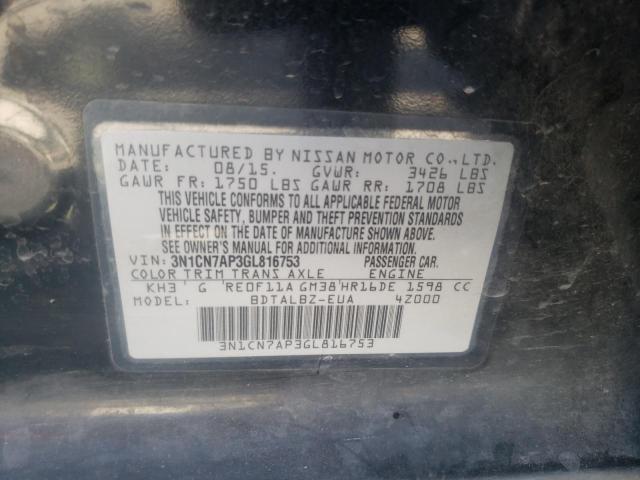 MANUFACTURED BY NISSAN MOTOR CO.,LTD.
DATE: 08/15. GVWR: 3426 LBS
GAWR FR: 1750 LBS GAWR RR: 1708 LBS
THIS VEHICLE CONFORMS TO ALL APPLICABLE FEDERAL MOTOR
VEHICLE SAFETY, BUMPER AND THEFT PREVENTION STANDARDS
IN EFFECT ON THE DATE OF MANUFACTURE SHOWN ABOVE.
SEE OWNER'S MANUAL FOR ADDITIONAL INFORMATION.
VIN: 3N1CN7AP3GL816753 PASSENGER CAR.
COLOR TRIM TRANS AXLE ENGINE
KH3 G RE0F11A GM38 HR16DE 1598 CC
MODEL: BDTALBZ-EUA 4Z000
3N1CN7AP3GL816753